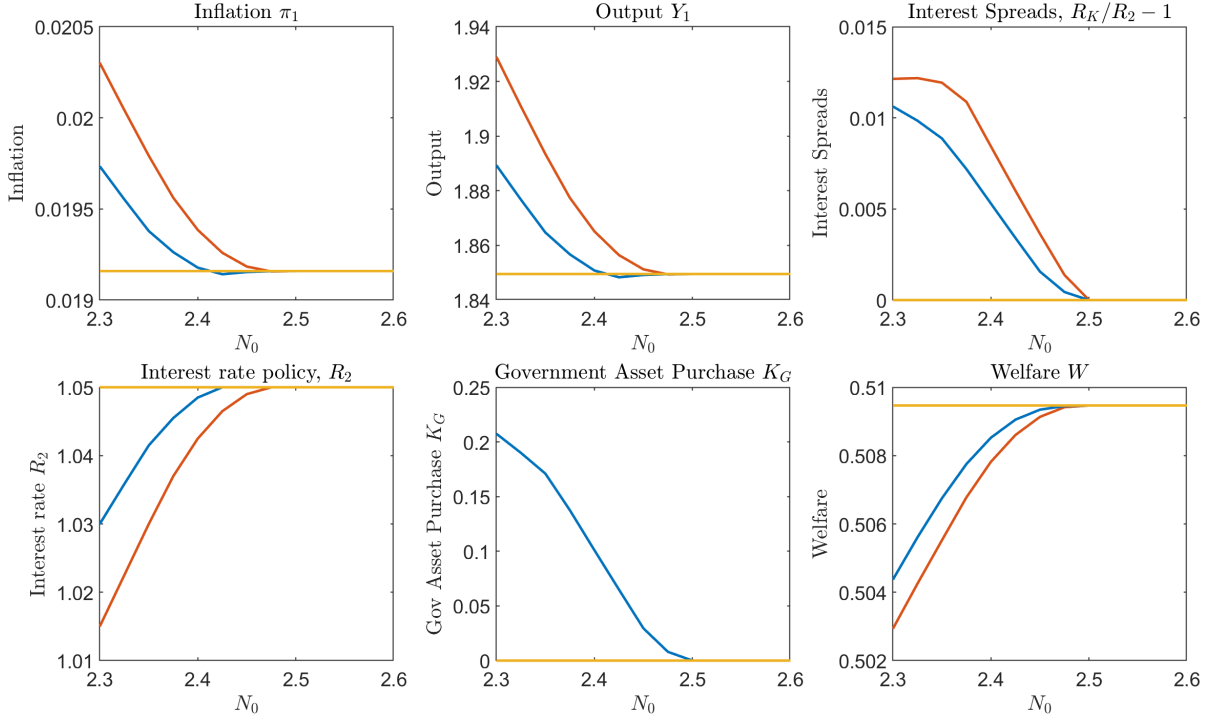 Inflation π₁
0.0205
0.02
0.0195
0.019
Inflation
2.3 2.4 2.5 2.6
N₀
Output Y₁
1.94
1.92
1.9
1.88
1.86
1.84
Output
2.3 2.4 2.5 2.6
N₀
Interest Spreads, R_K/R₂ − 1
0.015
0.01
0.005
0
Interest Spreads
2.3 2.4 2.5 2.6
N₀
Interest rate policy, R₂
1.05
1.04
1.03
1.02
1.01
Interest rate R₂
2.3 2.4 2.5 2.6
N₀
Government Asset Purchase K_G
0.25
0.2
0.15
0.1
0.05
0
Gov Asset Purchase K_G
2.3 2.4 2.5 2.6
N₀
Welfare W
0.51
0.508
0.506
0.504
0.502
Welfare
2.3 2.4 2.5 2.6
N₀